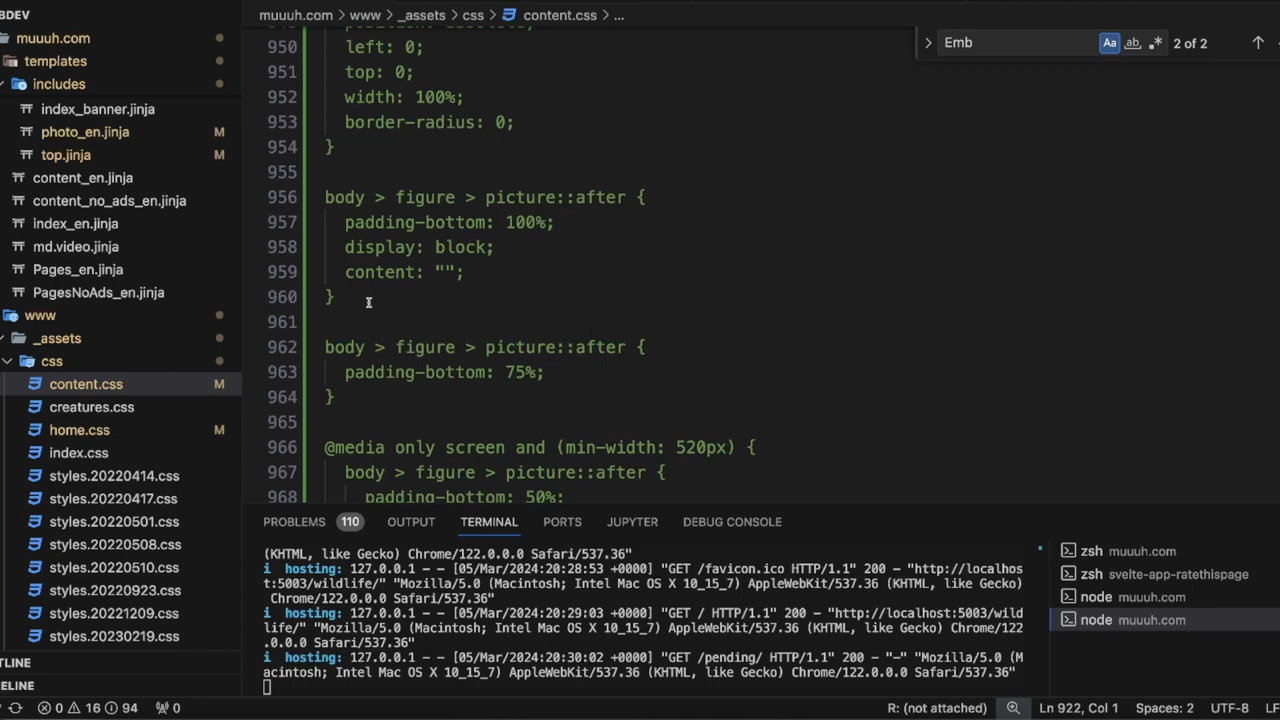 BDEV
muuuh.com
templates
includes
index_banner.jinja
photo_en.jinja M
top.jinja M
content_en.jinja
content_no_ads_en.jinja
index_en.jinja
md.video.jinja
Pages_en.jinja
PagesNoAds_en.jinja
www
_assets
css
content.css M
creatures.css
home.css M
index.css
styles.20220414.css
styles.20220417.css
styles.20220501.css
styles.20220508.css
styles.20220510.css
styles.20220923.css
styles.20221209.css
styles.20230219.css
TLINE
ELINE
muuuh.com > www > _assets > css > content.css > ...
> Emb Aa ab .* 2 of 2 ↑
950 left: 0;
951 top: 0;
952 width: 100%;
953 border-radius: 0;
954 }
955
956 body > figure > picture::after {
957 padding-bottom: 100%;
958 display: block;
959 content: "";
960 }
961
962 body > figure > picture::after {
963 padding-bottom: 75%;
964 }
965
966 @media only screen and (min-width: 520px) {
967 body > figure > picture::after {
968 padding-bottom: 50%;
PROBLEMS 110 OUTPUT TERMINAL PORTS JUPYTER DEBUG CONSOLE
(KHTML, like Gecko) Chrome/122.0.0.0 Safari/537.36"
i hosting: 127.0.0.1 - - [05/Mar/2024:20:28:53 +0000] "GET /favicon.ico HTTP/1.1" 200 - "http://localhos
t:5003/wildlife/" "Mozilla/5.0 (Macintosh; Intel Mac OS X 10_15_7) AppleWebKit/537.36 (KHTML, like Gecko)
Chrome/122.0.0.0 Safari/537.36"
i hosting: 127.0.0.1 - - [05/Mar/2024:20:29:03 +0000] "GET / HTTP/1.1" 200 - "http://localhost:5003/wild
life/" "Mozilla/5.0 (Macintosh; Intel Mac OS X 10_15_7) AppleWebKit/537.36 (KHTML, like Gecko) Chrome/122
.0.0.0 Safari/537.36"
i hosting: 127.0.0.1 - - [05/Mar/2024:20:30:02 +0000] "GET /pending/ HTTP/1.1" 200 - "-" "Mozilla/5.0 (M
acintosh; Intel Mac OS X 10_15_7) AppleWebKit/537.36 (KHTML, like Gecko) Chrome/122.0.0.0 Safari/537.36"
zsh muuuh.com
zsh svelte-app-ratethispage
node muuuh.com
node muuuh.com
0 16 94 0 R: (not attached) Ln 922, Col 1 Spaces: 2 UTF-8 LF